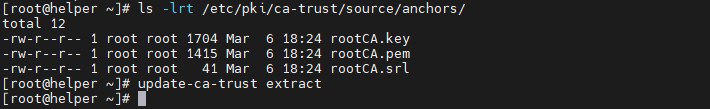 [root@helper ~]# ls -lrt /etc/pki/ca-trust/source/anchors/
total 12
-rw-r--r-- 1 root root 1704 Mar  6 18:24 rootCA.key
-rw-r--r-- 1 root root 1415 Mar  6 18:24 rootCA.pem
-rw-r--r-- 1 root root   41 Mar  6 18:24 rootCA.srl
[root@helper ~]# update-ca-trust extract
[root@helper ~]#